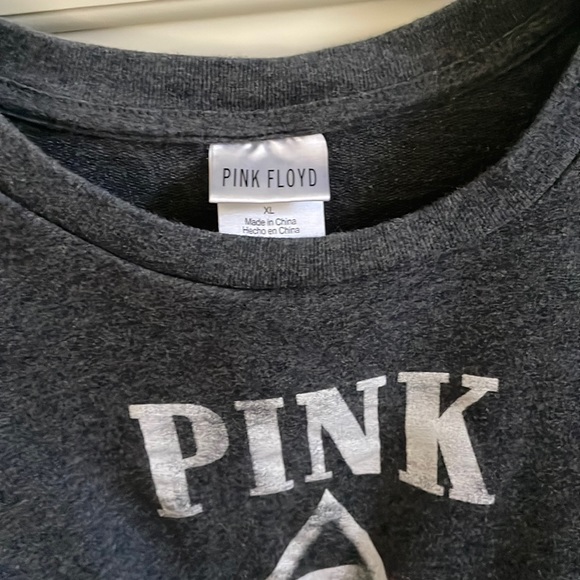 PINK FLOYD
XL
Made in China
Hecho en China
PINK